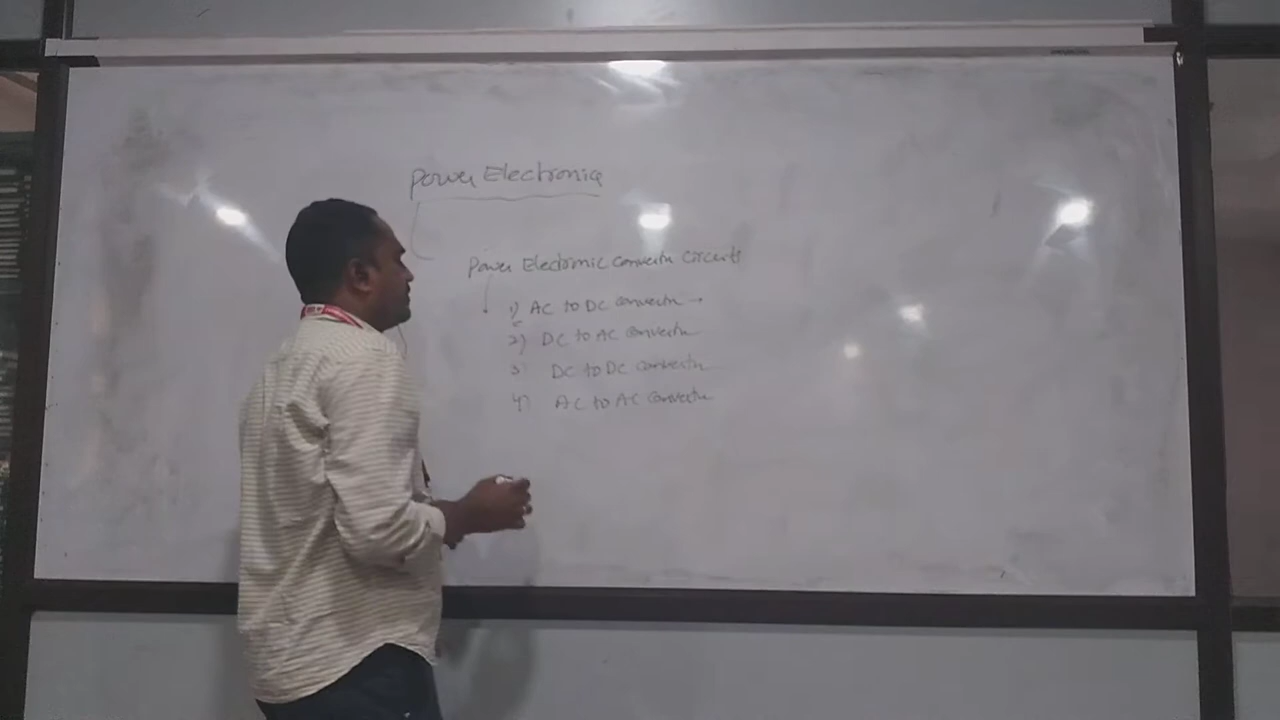 Power Electronics
Power Electronic Converter Circuits
1) AC to DC converter →
2) DC to AC Converter
3) DC to DC converter
4) AC to AC Converter